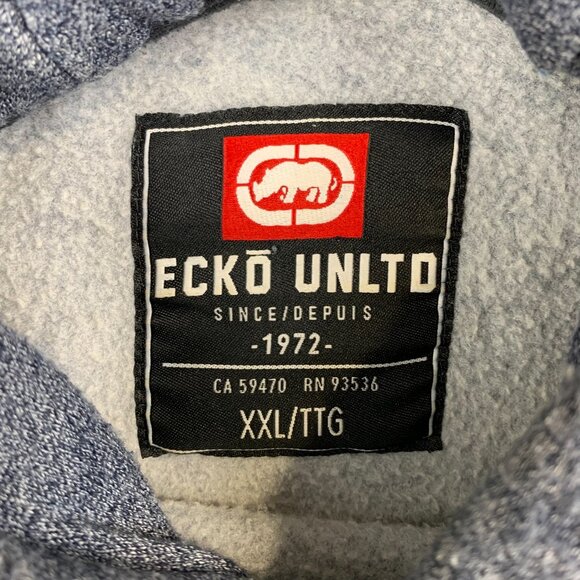 ECKŌ UNLTD
SINCE/DEPUIS
-1972-
CA 59470 RN 93536
XXL/TTG